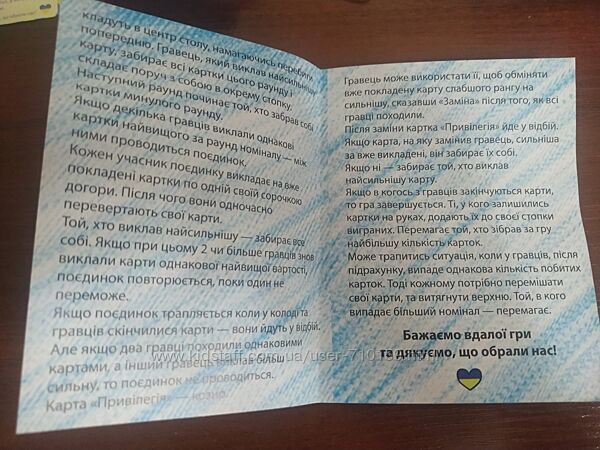 кладуть в центр столу, намагаючись перебити
попередню. Гравець, який виклав найсильнішу
карту, забирає всі картки цього раунду і
складає поруч з собою в окрему стопку.
Наступний раунд починає той, хто забрав собі
картки минулого раунду.
Якщо декілька гравців виклали однакові
картки найвищого за раунд номіналу — між
ними проводиться поєдинок.
Кожен учасник поєдинку викладає на вже
покладені картки по одній своїй сорочкою
догори. Після чого вони одночасно
перевертають свої карти.
Той, хто виклав найсильнішу — забирає все
собі. Якщо при цьому 2 чи більше гравців знов
виклали карти однакової найвищої вартості,
поєдинок повторюється, поки один не
переможе.
Якщо поєдинок трапляється коли у колоді та
гравців скінчилися карти — вони йдуть у відбій.
Але якщо два гравці походили однаковими
картами, а інший гравець виклав більш
сильну, то поєдинок не проводиться.
Карта «Привілегія» — козир.
Гравець може використати її, щоб обміняти
вже покладену карту слабшого рангу на
сильнішу, сказавши «Заміна» після того, як всі
гравці походили.
Після заміни картка «Привілегія» йде у відбій.
Якщо карта, на яку замінив гравець, сильніша
за вже викладені, він забирає їх собі.
Якщо ні — забирає той, хто виклав
найсильнішу карту.
Якщо в когось з гравців закінчуються карти,
то гра завершується. Ті, у кого залишились
картки на руках, додають їх до своєї стопки
виграних. Перемагає той, хто зібрав за гру
найбільшу кількість карток.
Може трапитись ситуація, коли у гравців, після
підрахунку, випаде однакова кількість побитих
карток. Тоді кожному потрібно перемішати
свої карти, та витягнути верхню. Той, в кого
випадає більший номінал — перемагає.
Бажаємо вдалої гри
та дякуємо, що обрали нас!